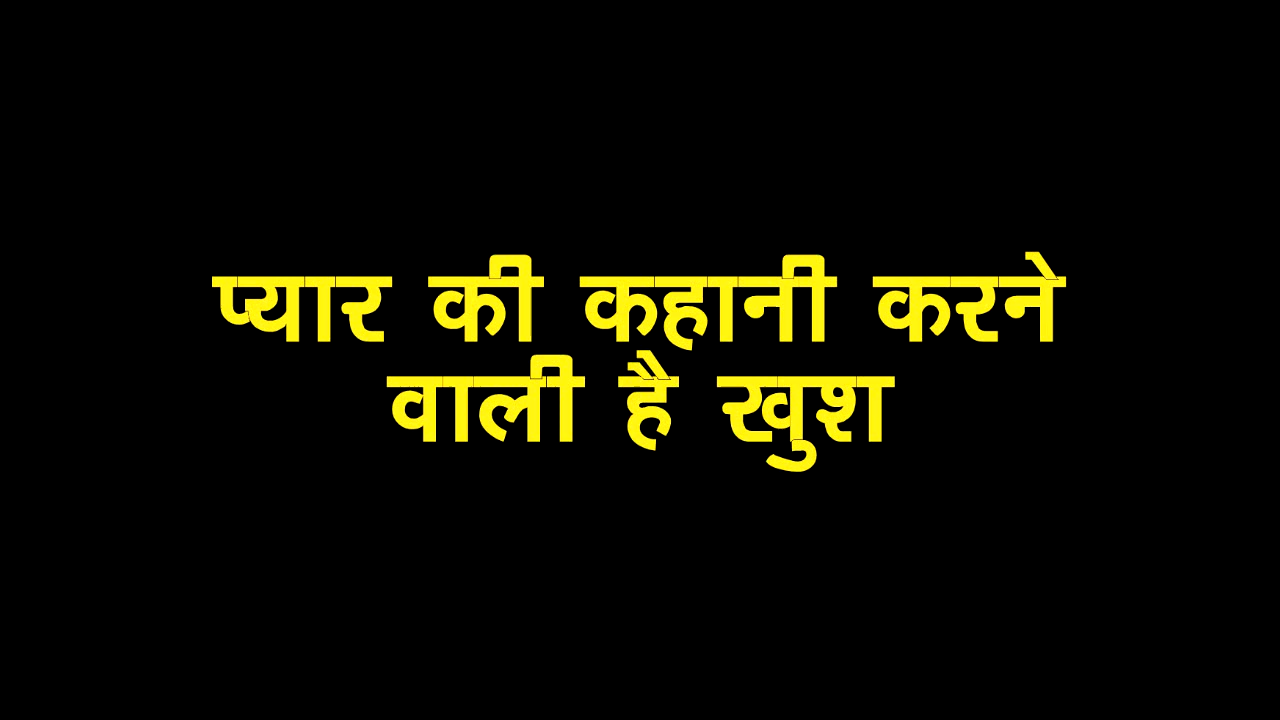 प्यार की कहानी करने
वाली है खुश